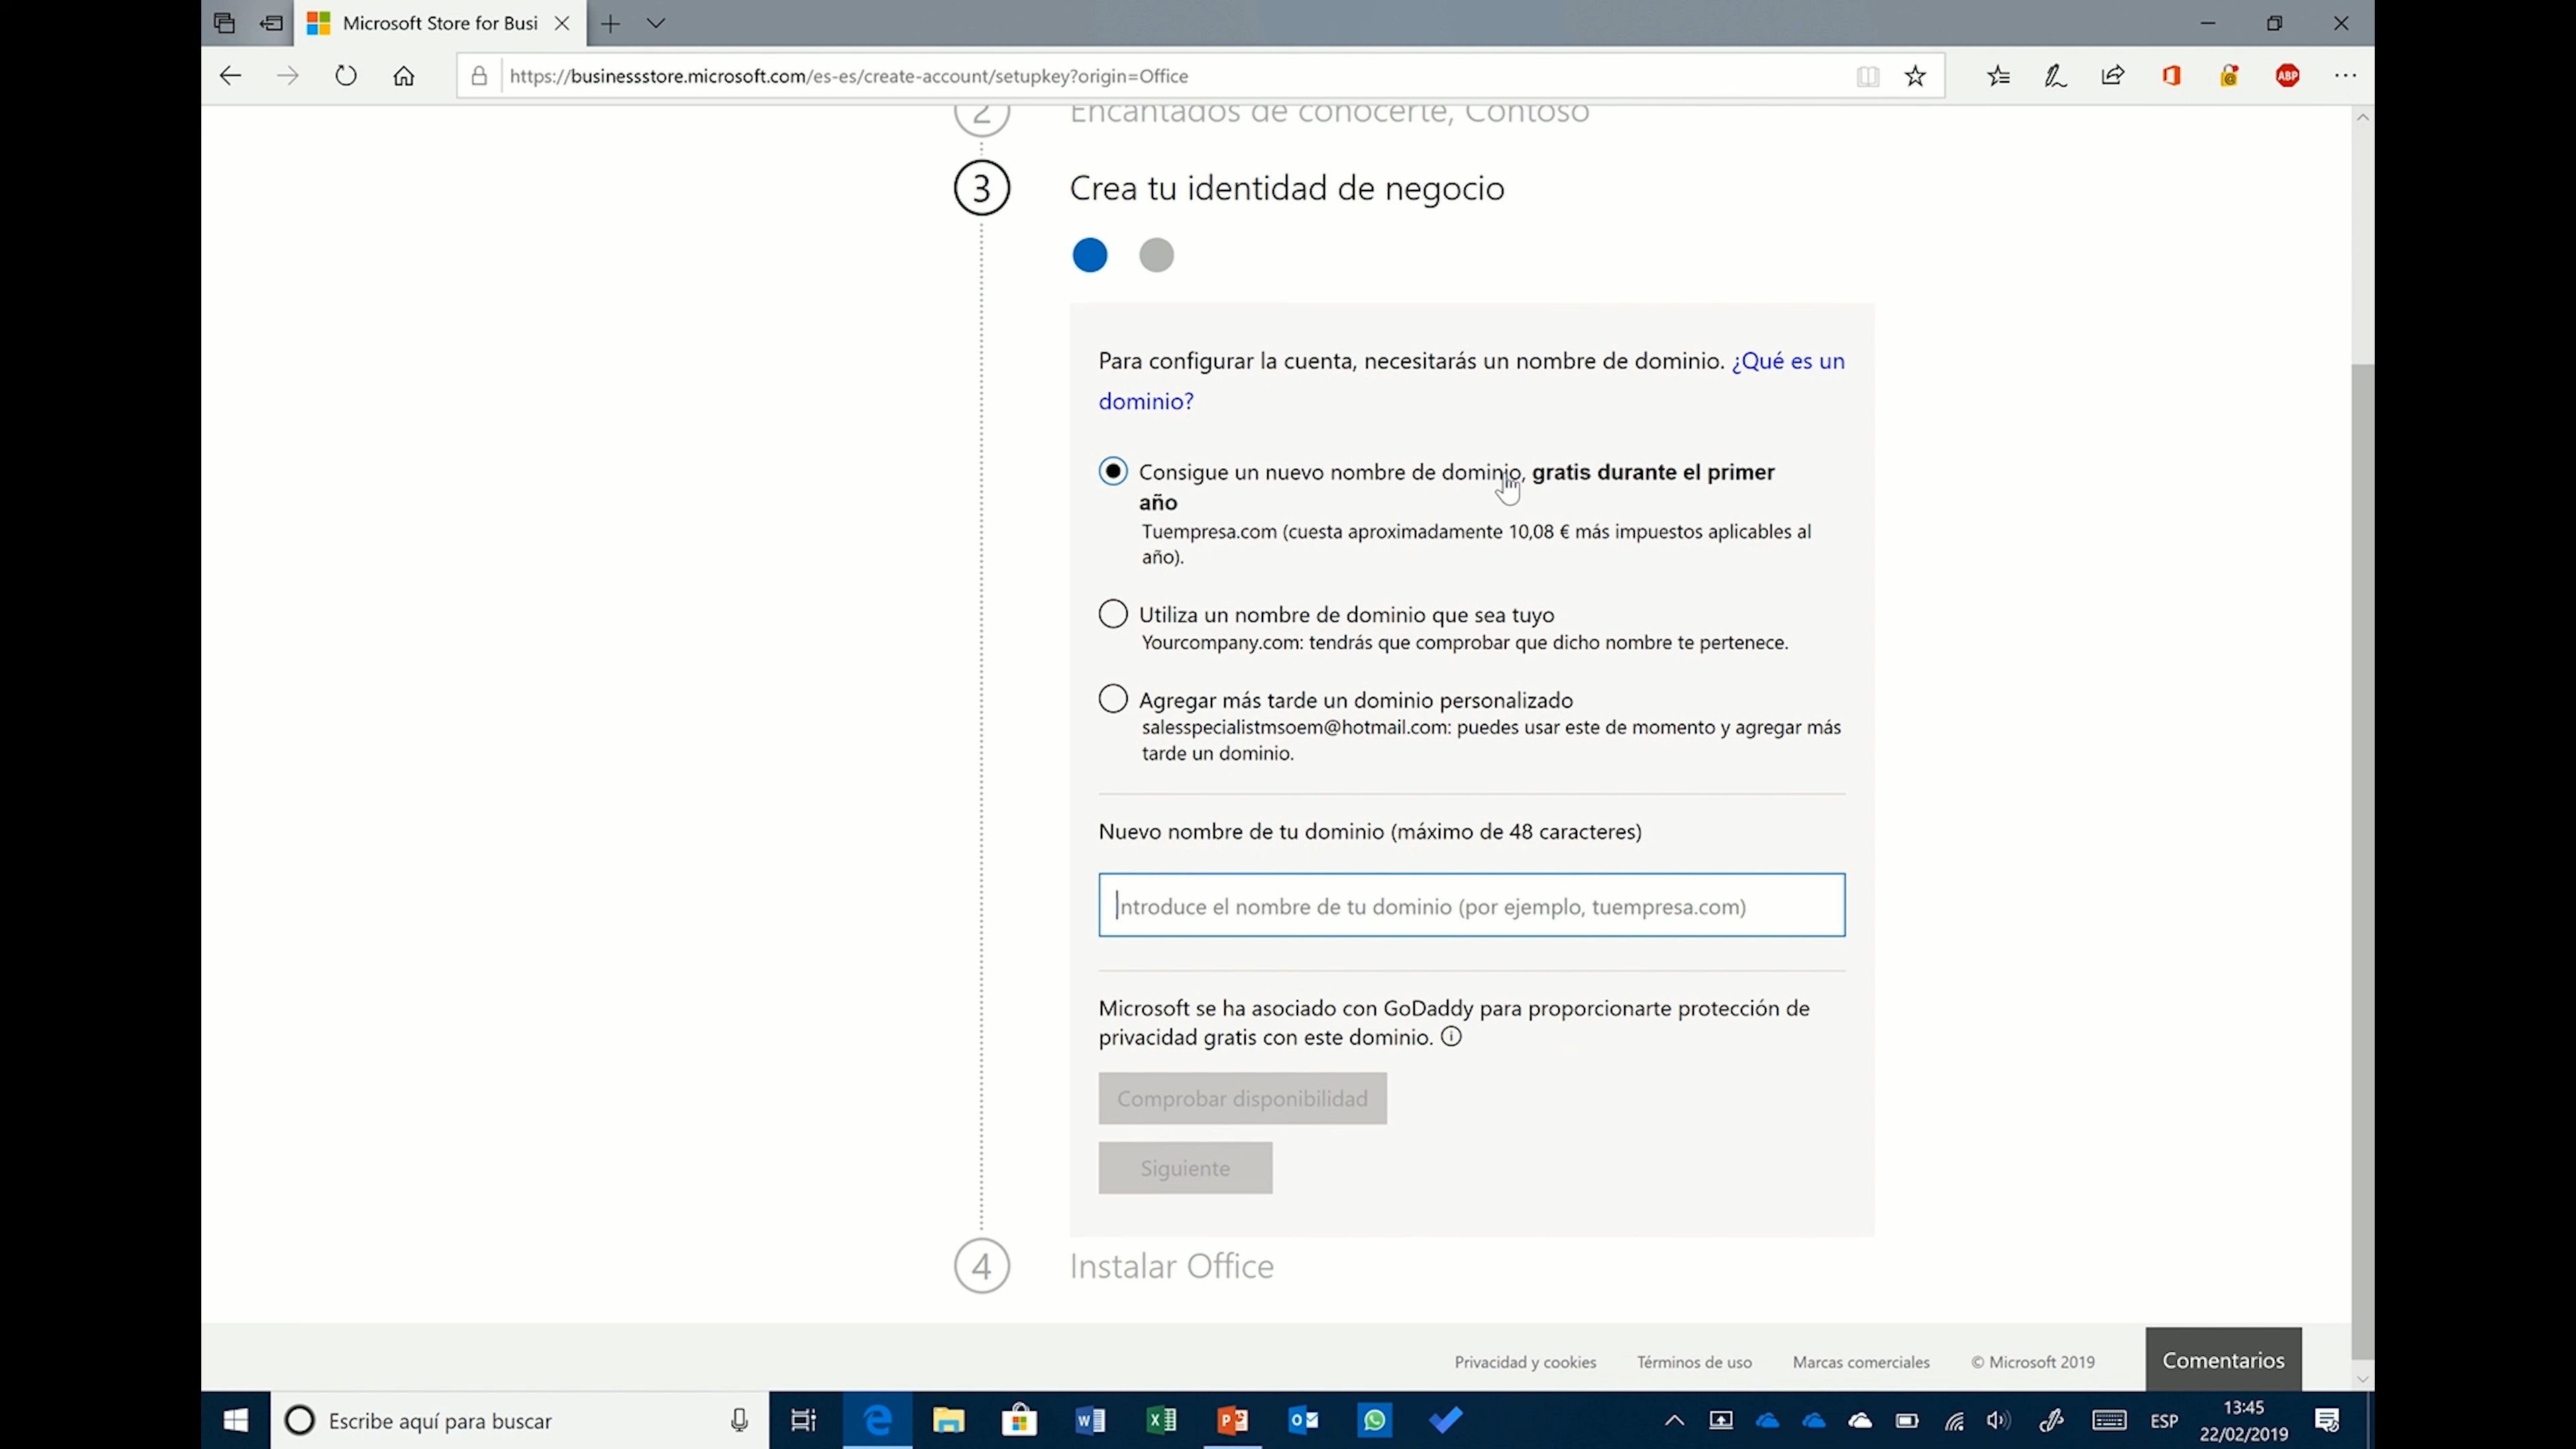 Microsoft Store for Busi
https://businessstore.microsoft.com/es-es/create-account/setupkey?origin=Office
ABP
2 Encantados de conocerte, Contoso
3 Crea tu identidad de negocio
Para configurar la cuenta, necesitarás un nombre de dominio. ¿Qué es un
dominio?
Consigue un nuevo nombre de dominio, gratis durante el primer
año
Tuempresa.com (cuesta aproximadamente 10,08 € más impuestos aplicables al
año).
Utiliza un nombre de dominio que sea tuyo
Yourcompany.com: tendrás que comprobar que dicho nombre te pertenece.
Agregar más tarde un dominio personalizado
salesspecialistmsoem@hotmail.com: puedes usar este de momento y agregar más
tarde un dominio.
Nuevo nombre de tu dominio (máximo de 48 caracteres)
Introduce el nombre de tu dominio (por ejemplo, tuempresa.com)
Microsoft se ha asociado con GoDaddy para proporcionarte protección de
privacidad gratis con este dominio.
Comprobar disponibilidad
Siguiente
4 Instalar Office
Privacidad y cookies Términos de uso Marcas comerciales © Microsoft 2019 Comentarios
Escribe aquí para buscar
ESP
13:45
22/02/2019